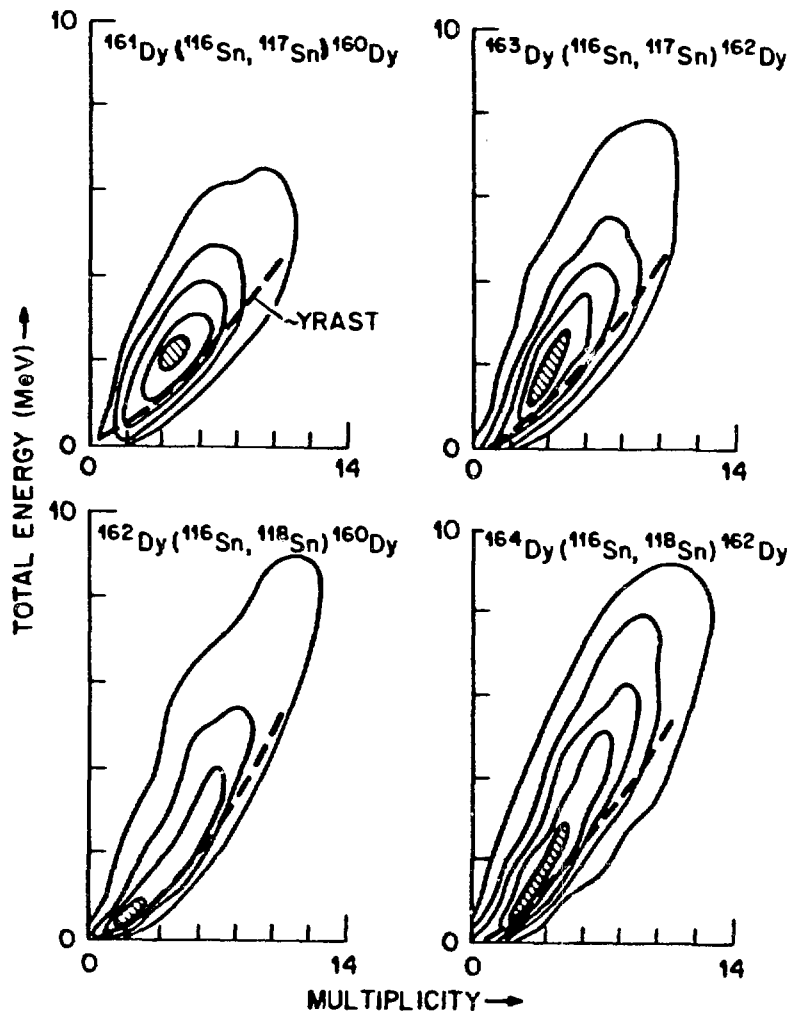 10
¹⁶¹Dy (¹¹⁶Sn, ¹¹⁷Sn) ¹⁶⁰Dy
~YRAST
0
0
14
10
¹⁶³Dy (¹¹⁶Sn, ¹¹⁷Sn) ¹⁶²Dy
0
0
14
TOTAL ENERGY (MeV) →
10
¹⁶²Dy (¹¹⁶Sn, ¹¹⁸Sn) ¹⁶⁰Dy
0
0
14
10
¹⁶⁴Dy (¹¹⁶Sn, ¹¹⁸Sn) ¹⁶²Dy
0
0
14
MULTIPLICITY →